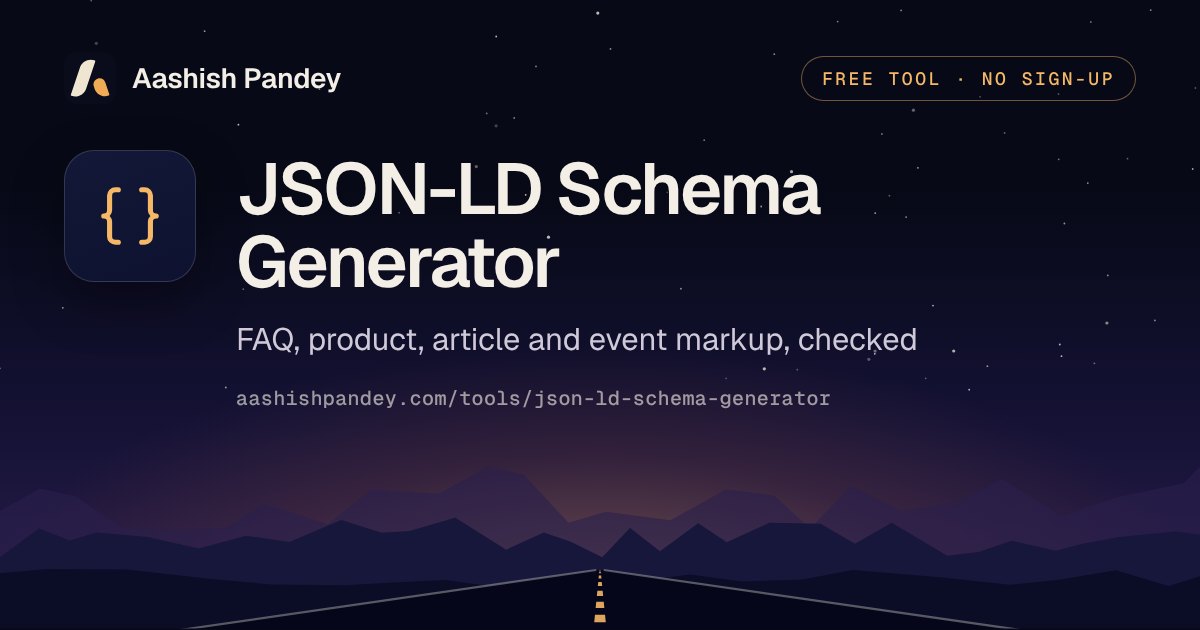 Aashish Pandey
FREE TOOL · NO SIGN-UP
{ }
JSON-LD Schema
Generator
FAQ, product, article and event markup, checked
aashishpandey.com/tools/json-ld-schema-generator